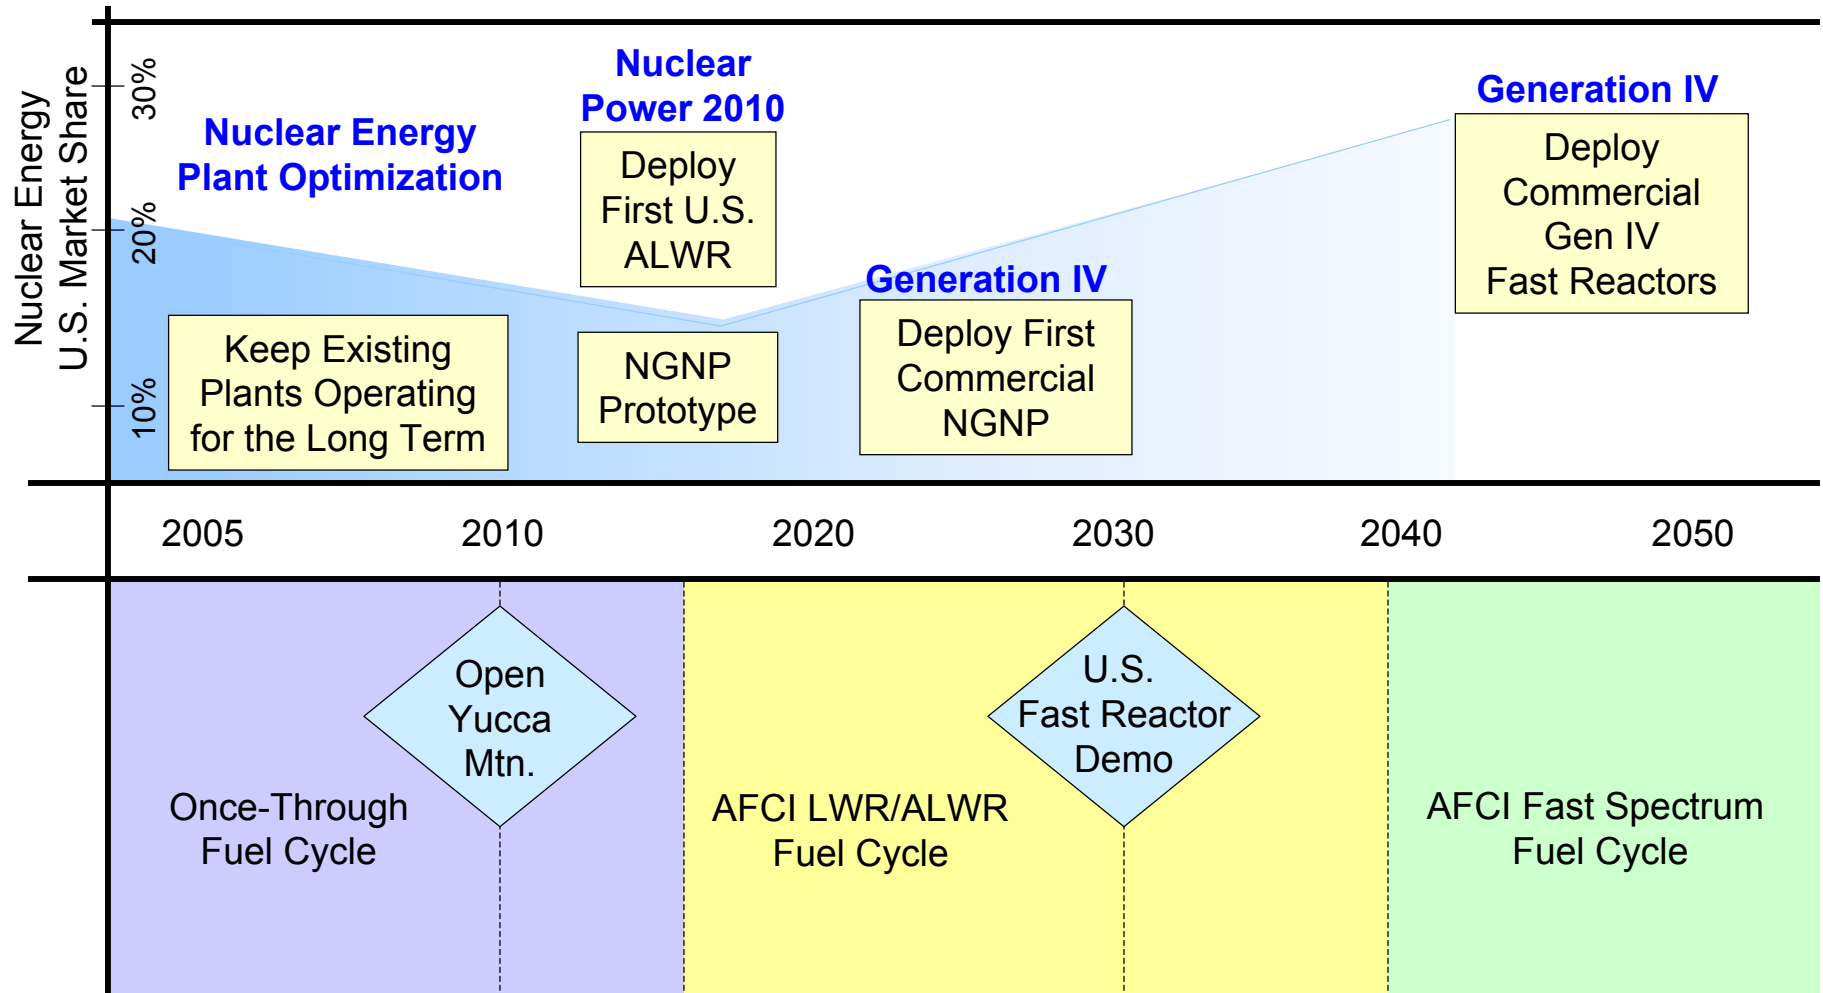 Nuclear Energy
U.S. Market Share
30%
20%
10%
Nuclear Energy
Plant Optimization
Keep Existing
Plants Operating
for the Long Term
Nuclear
Power 2010
Deploy
First U.S.
ALWR
NGNP
Prototype
Generation IV
Deploy First
Commercial
NGNP
Generation IV
Deploy
Commercial
Gen IV
Fast Reactors
2005 2010 2020 2030 2040 2050
Open
Yucca
Mtn.
Once-Through
Fuel Cycle
U.S.
Fast Reactor
Demo
AFCI LWR/ALWR
Fuel Cycle
AFCI Fast Spectrum
Fuel Cycle